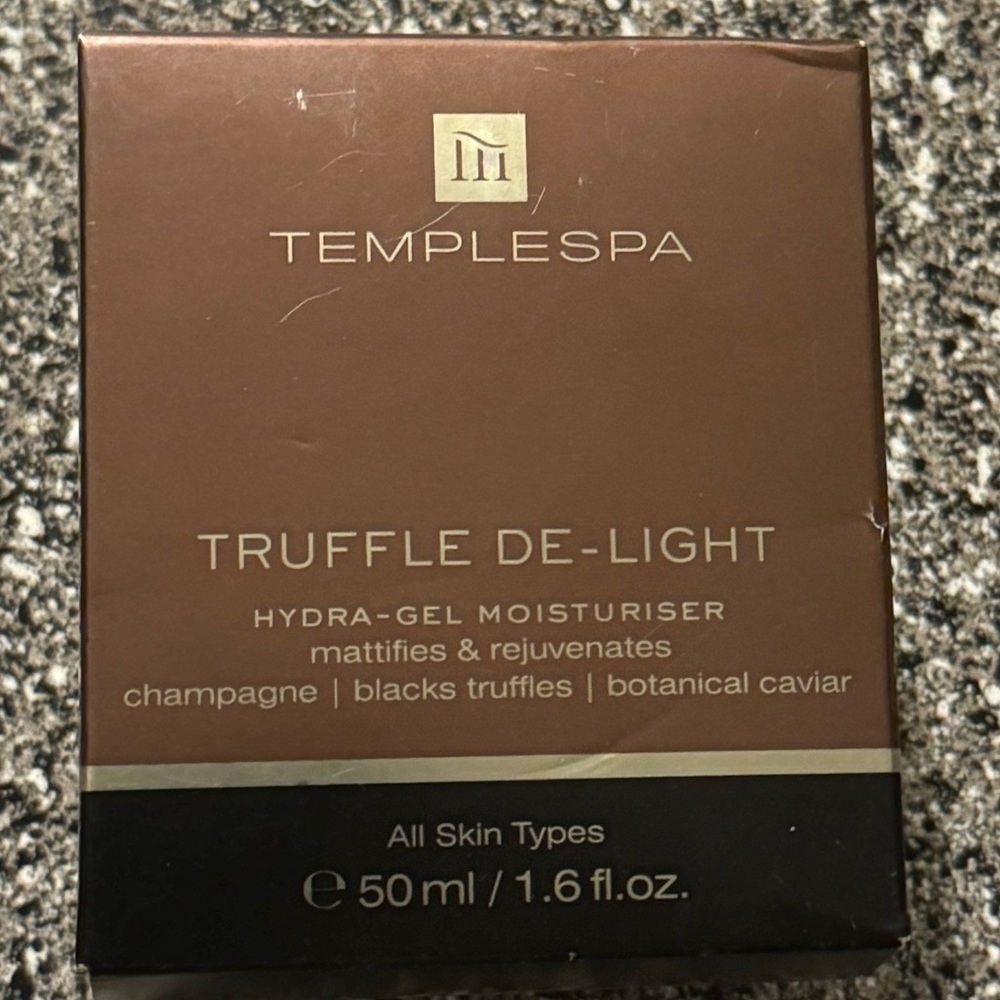 TEMPLESPA
TRUFFLE DE-LIGHT
HYDRA-GEL MOISTURISER
mattifies & rejuvenates
champagne | blacks truffles | botanical caviar
All Skin Types
℮ 50 ml / 1.6 fl.oz.